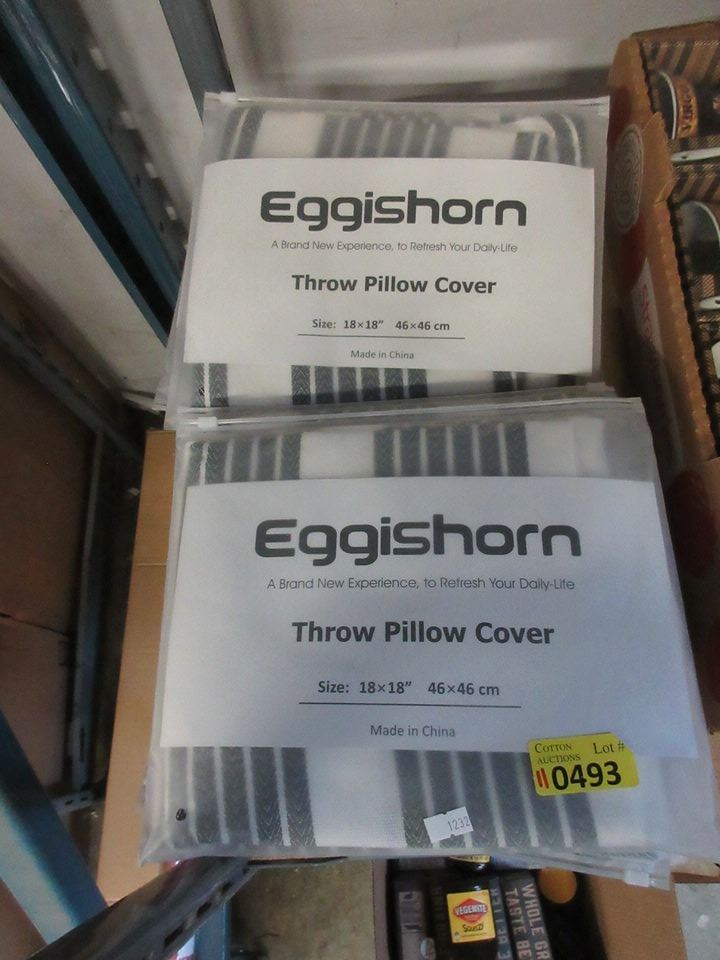 Eggishorn
A Brand New Experience, to Refresh Your Daily-Life
Throw Pillow Cover
Size: 18×18" 46×46 cm
Made in China
Eggishorn
A Brand New Experience, to Refresh Your Daily-Life
Throw Pillow Cover
Size: 18×18" 46×46 cm
Made in China
COTTON AUCTIONS Lot #
0493
1232
VEGEMITE
SQUEEZY
WHOLE GR
TASTE BE